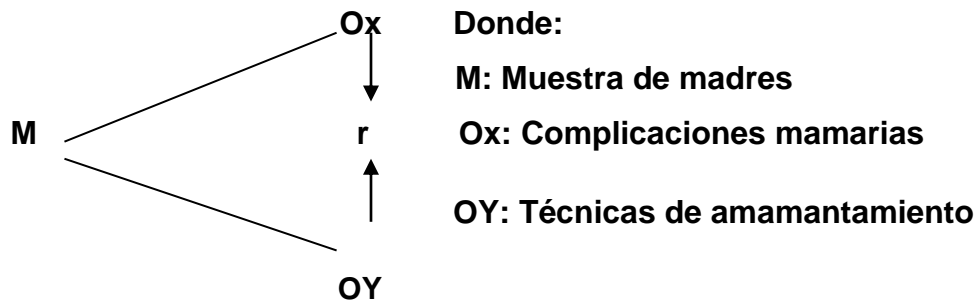 Ox Donde:
M: Muestra de madres
M r Ox: Complicaciones mamarias
OY: Técnicas de amamantamiento
OY